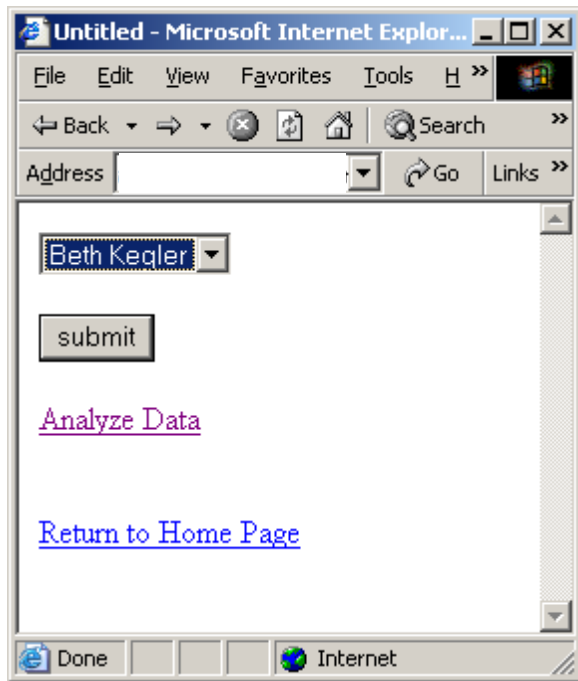 Untitled - Microsoft Internet Explor...
File Edit View Favorites Tools H »
Back Search »
Address Go Links »
Beth Kegler
submit
Analyze Data
Return to Home Page
Done Internet